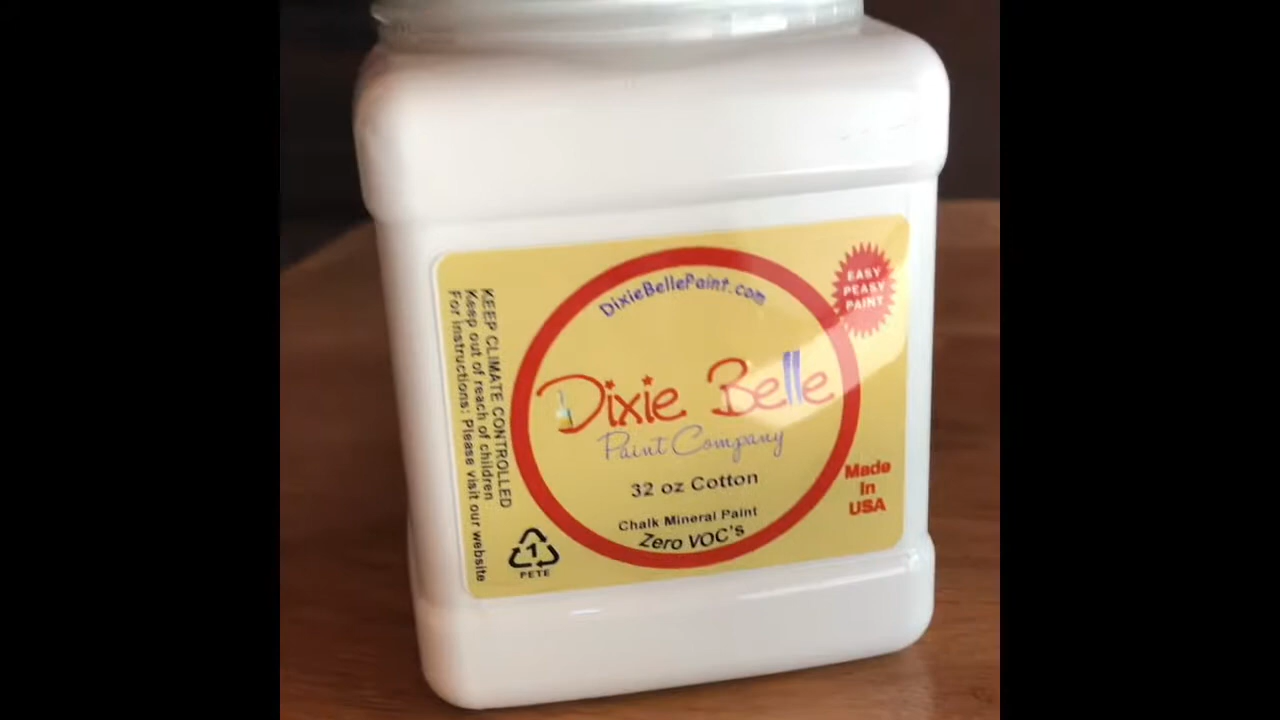 DixieBellePaint.com
EASY
PEASY
PAINT
Dixie Belle
Paint Company
32 oz Cotton
Chalk Mineral Paint
Zero VOC's
Made
In
USA
KEEP CLIMATE CONTROLLED
Keep out of reach of children
For instructions: Please visit our website
1
PETE